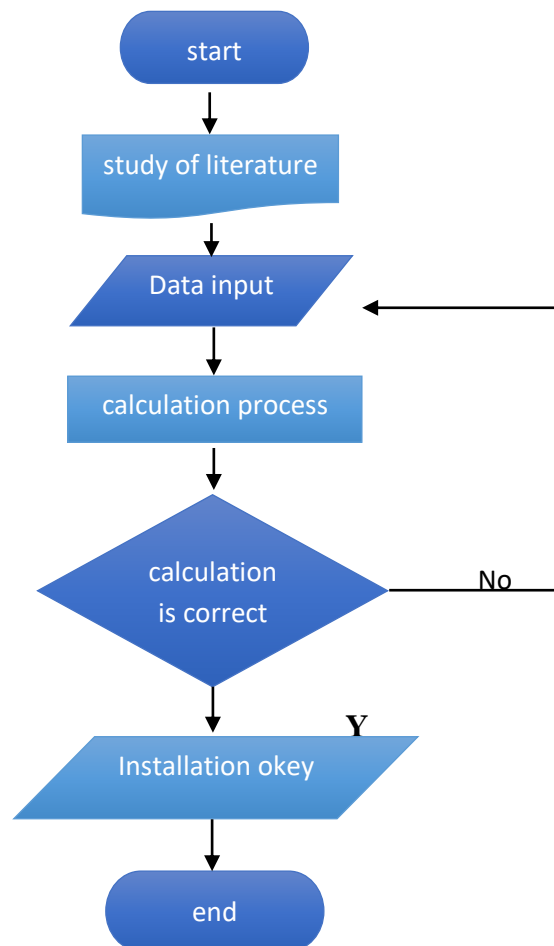 start
study of literature
Data input
calculation process
calculation
is correct
No
Y
Installation okey
end